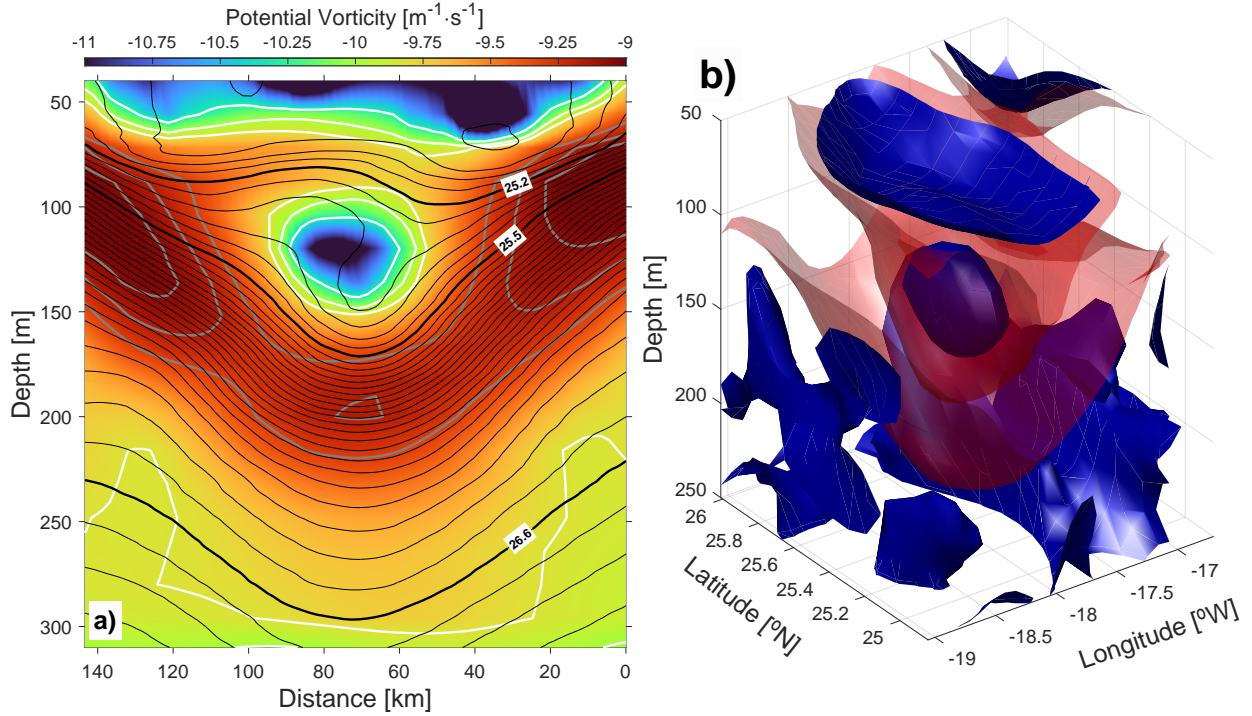 Potential Vorticity [m⁻¹·s⁻¹]
-11 -10.75 -10.5 -10.25 -10 -9.75 -9.5 -9.25 -9
50
100
150
200
250
300
Depth [m]
25.2
25.5
26.6
a)
140 120 100 80 60 40 20 0
Distance [km]
b)
50
100
150
200
250
Depth [m]
26
25.8
25.6
25.4
25.2
25
Latitude [ºN]
-19
-18.5
-18
-17.5
-17
Longitude [ºW]